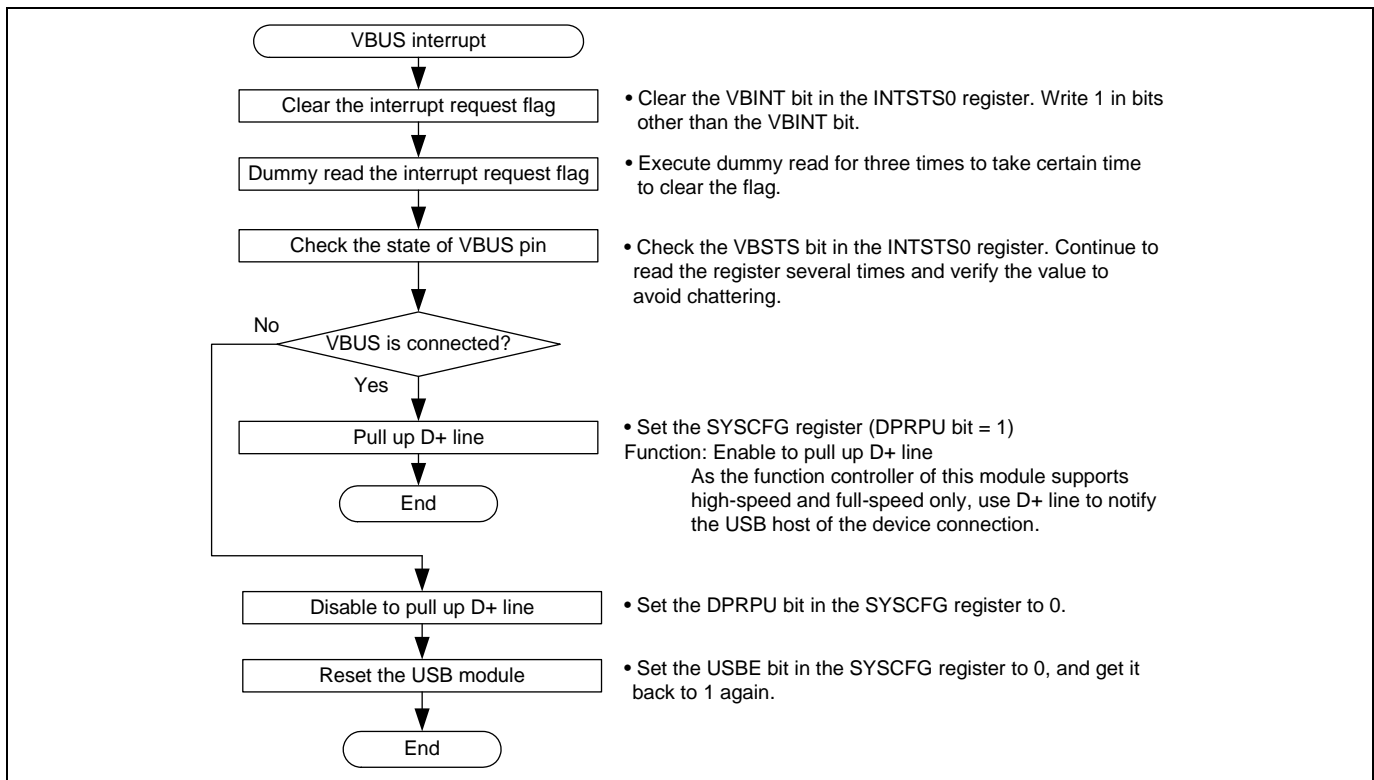 VBUS interrupt
Clear the interrupt request flag
• Clear the VBINT bit in the INTSTS0 register. Write 1 in bits
other than the VBINT bit.
Dummy read the interrupt request flag
• Execute dummy read for three times to take certain time
to clear the flag.
Check the state of VBUS pin
• Check the VBSTS bit in the INTSTS0 register. Continue to
read the register several times and verify the value to
avoid chattering.
No
VBUS is connected?
Yes
Pull up D+ line
• Set the SYSCFG register (DPRPU bit = 1)
Function: Enable to pull up D+ line
As the function controller of this module supports
high-speed and full-speed only, use D+ line to notify
the USB host of the device connection.
End
Disable to pull up D+ line
• Set the DPRPU bit in the SYSCFG register to 0.
Reset the USB module
• Set the USBE bit in the SYSCFG register to 0, and get it
back to 1 again.
End